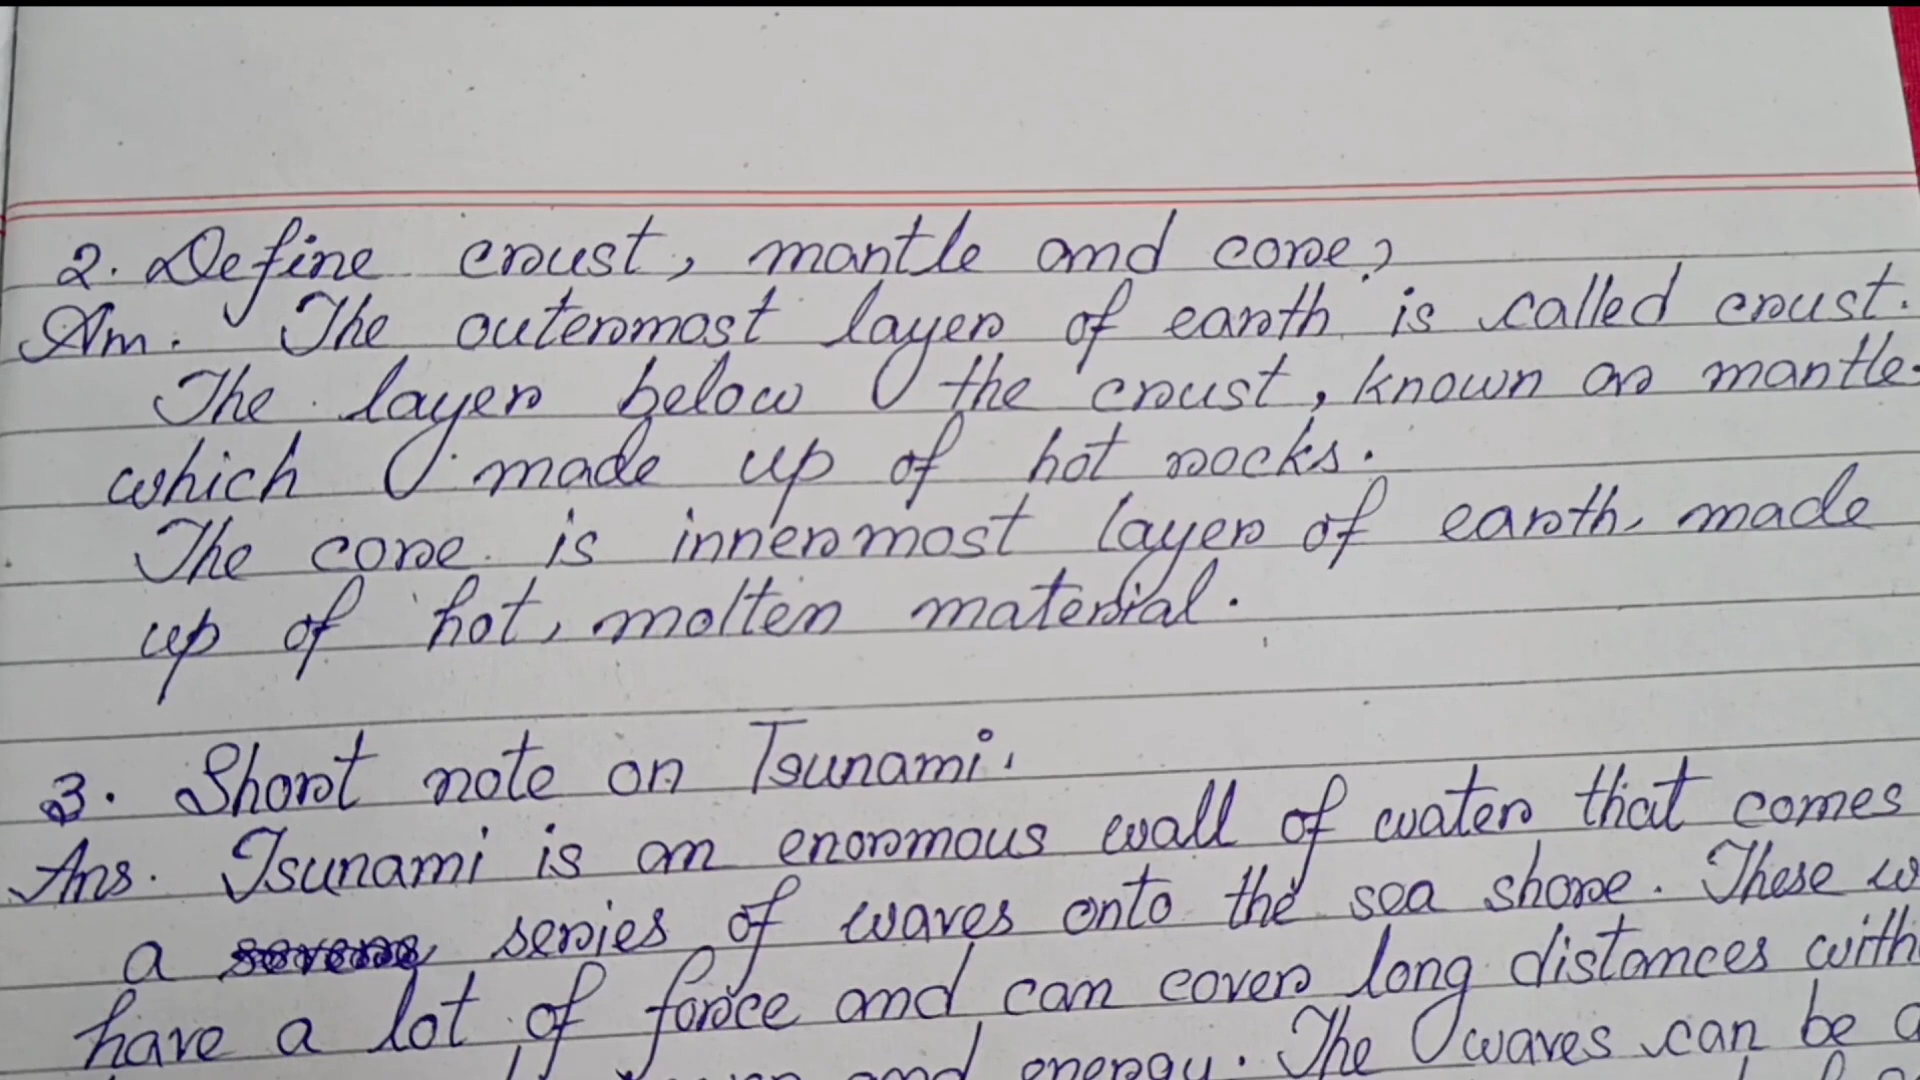 2. Define crust, mantle and core?
Ans. The outermost layer of earth is called crust.
The layer below the crust, known as mantle
which made up of hot rocks.
The core is innermost layer of earth, made
up of hot, molten material.
3. Short note on Tsunami.
Ans. Tsunami is an enormous wall of water that comes
a series of waves onto the sea shore. These
have a lot of force and can cover long distances with
and energy. The waves can be